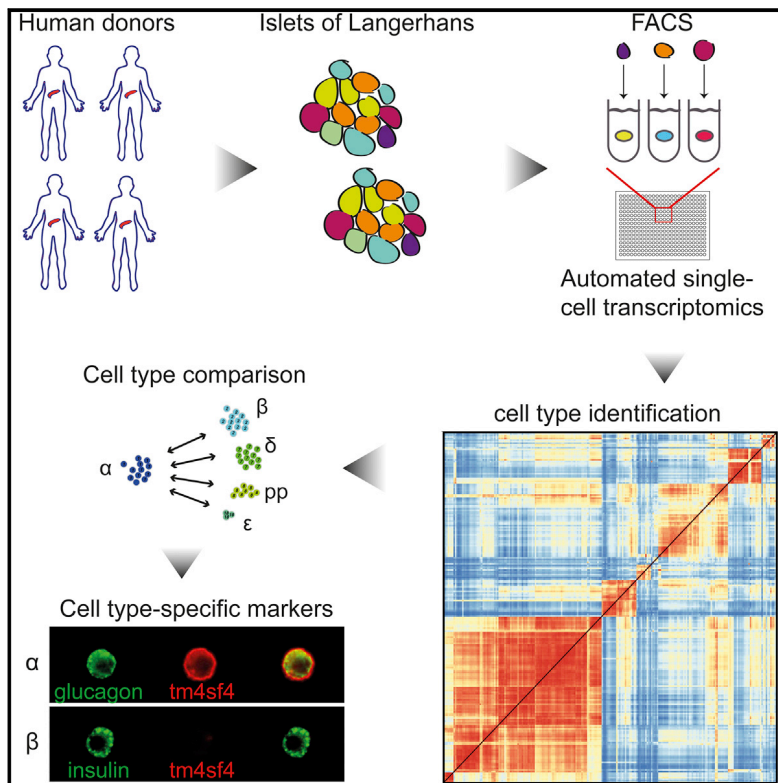 Human donors
Islets of Langerhans
FACS
Automated single-
cell transcriptomics
Cell type comparison
α
β
δ
pp
ε
cell type identification
Cell type-specific markers
α
glucagon
tm4sf4
β
insulin
tm4sf4